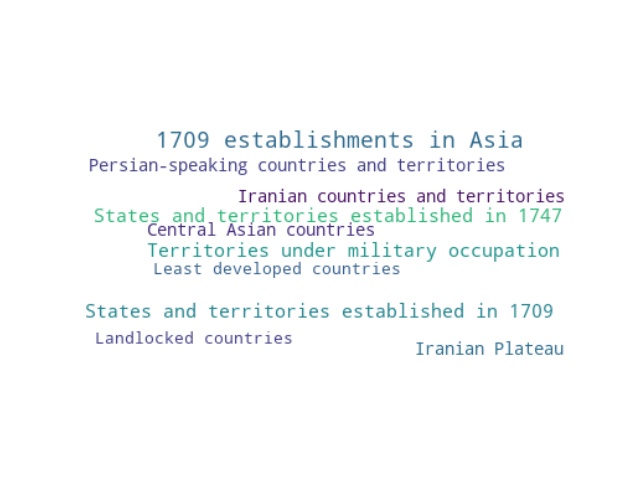 1709 establishments in Asia
Persian-speaking countries and territories
Iranian countries and territories
States and territories established in 1747
Central Asian countries
Territories under military occupation
Least developed countries
States and territories established in 1709
Landlocked countries
Iranian Plateau